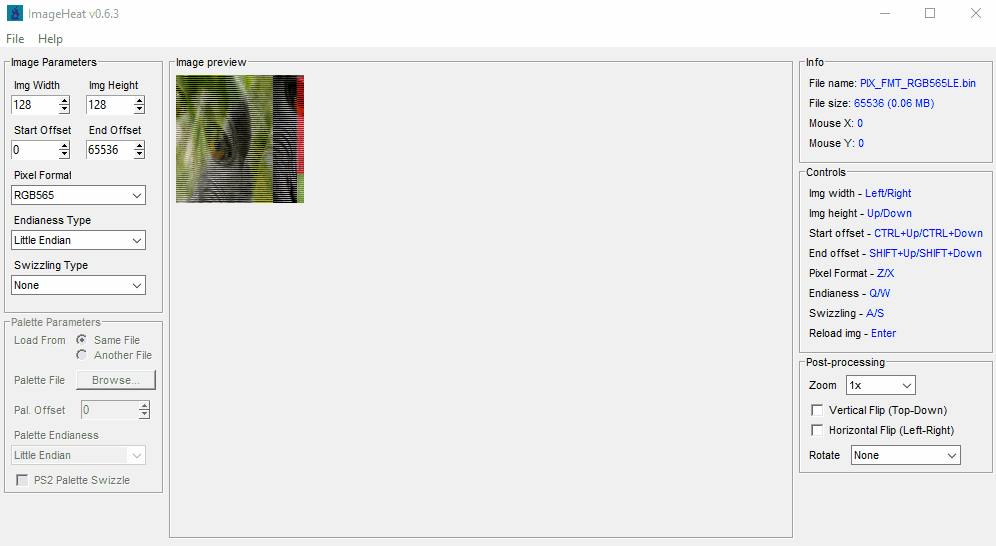 ImageHeat v0.6.3
File Help
Image Parameters
Img Width Img Height
128 128
Start Offset End Offset
0 65536
Pixel Format
RGB565
Endianess Type
Little Endian
Swizzling Type
None
Palette Parameters
Load From Same File
Another File
Palette File Browse...
Pal. Offset 0
Palette Endianess
Little Endian
PS2 Palette Swizzle
Image preview
Info
File name: PIX_FMT_RGB565LE.bin
File size: 65536 (0.06 MB)
Mouse X: 0
Mouse Y: 0
Controls
Img width - Left/Right
Img height - Up/Down
Start offset - CTRL+Up/CTRL+Down
End offset - SHIFT+Up/SHIFT+Down
Pixel Format - Z/X
Endianess - Q/W
Swizzling - A/S
Reload img - Enter
Post-processing
Zoom 1x
Vertical Flip (Top-Down)
Horizontal Flip (Left-Right)
Rotate None